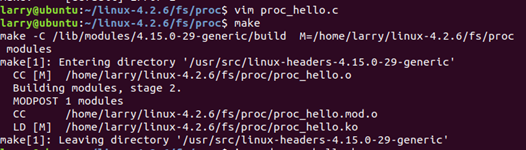 larry@ubuntu:~/linux-4.2.6/fs/proc$ vim proc_hello.c
larry@ubuntu:~/linux-4.2.6/fs/proc$ make
make -C /lib/modules/4.15.0-29-generic/build  M=/home/larry/linux-4.2.6/fs/proc
 modules
make[1]: Entering directory '/usr/src/linux-headers-4.15.0-29-generic'
  CC [M]  /home/larry/linux-4.2.6/fs/proc/proc_hello.o
  Building modules, stage 2.
  MODPOST 1 modules
  CC      /home/larry/linux-4.2.6/fs/proc/proc_hello.mod.o
  LD [M]  /home/larry/linux-4.2.6/fs/proc/proc_hello.ko
make[1]: Leaving directory '/usr/src/linux-headers-4.15.0-29-generic'